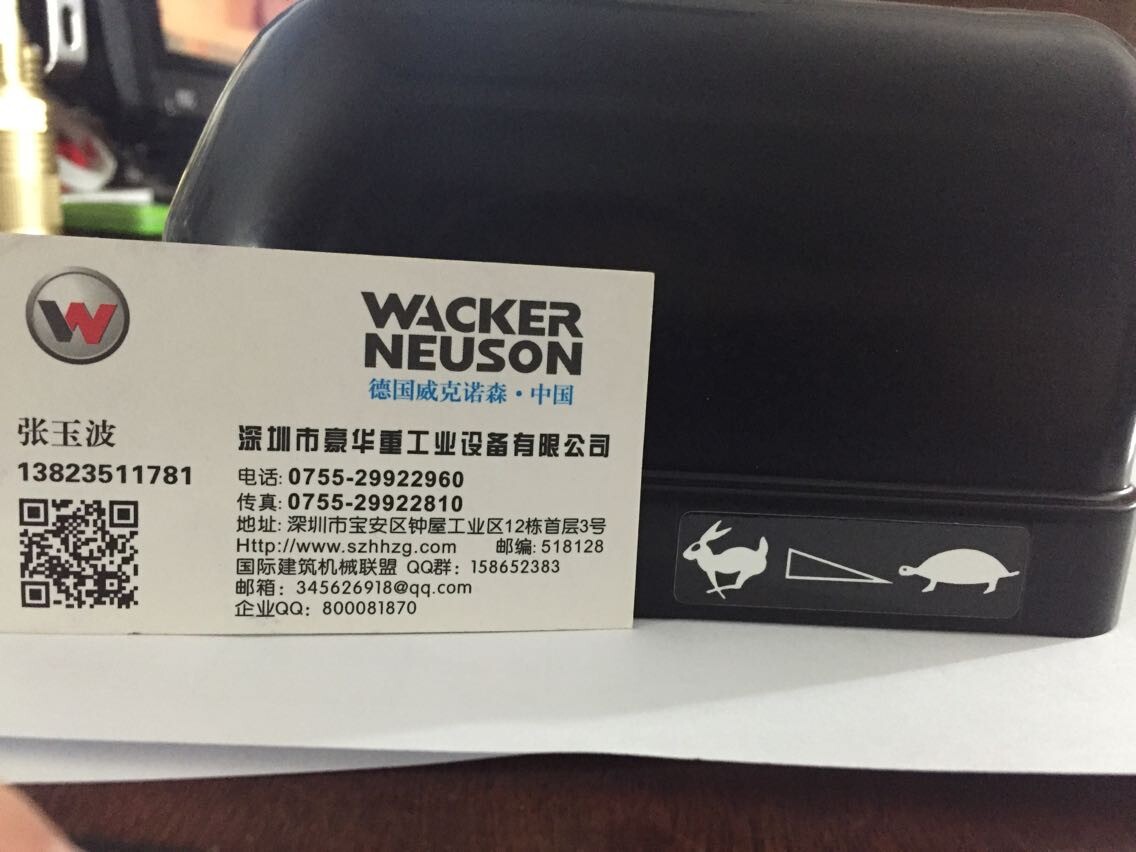 W
WACKER
NEUSON
德国威克诺森·中国
张玉波
13823511781
深圳市豪华重工业设备有限公司
电话: 0755-29922960
传真: 0755-29922810
地址: 深圳市宝安区钟屋工业区12栋首层3号
Http://www.szhhzg.com 邮编: 518128
国际建筑机械联盟 QQ群: 158652383
邮箱: 345626918@qq.com
企业QQ: 800081870